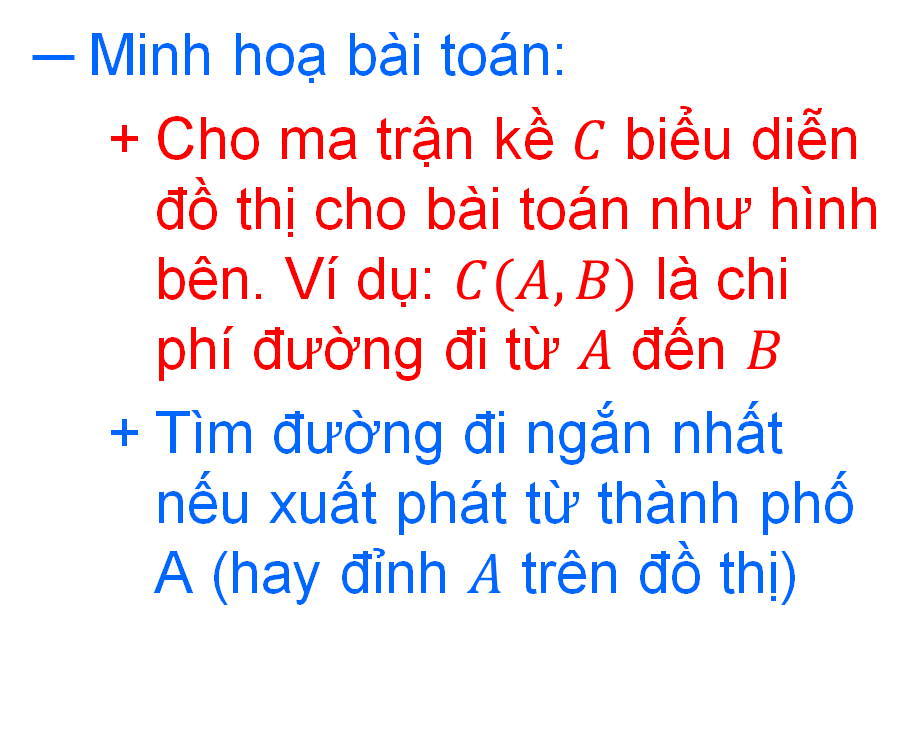 – Minh hoạ bài toán:
+ Cho ma trận kề C biểu diễn
đồ thị cho bài toán như hình
bên. Ví dụ: C(A, B) là chi
phí đường đi từ A đến B
+ Tìm đường đi ngắn nhất
nếu xuất phát từ thành phố
A (hay đỉnh A trên đồ thị)